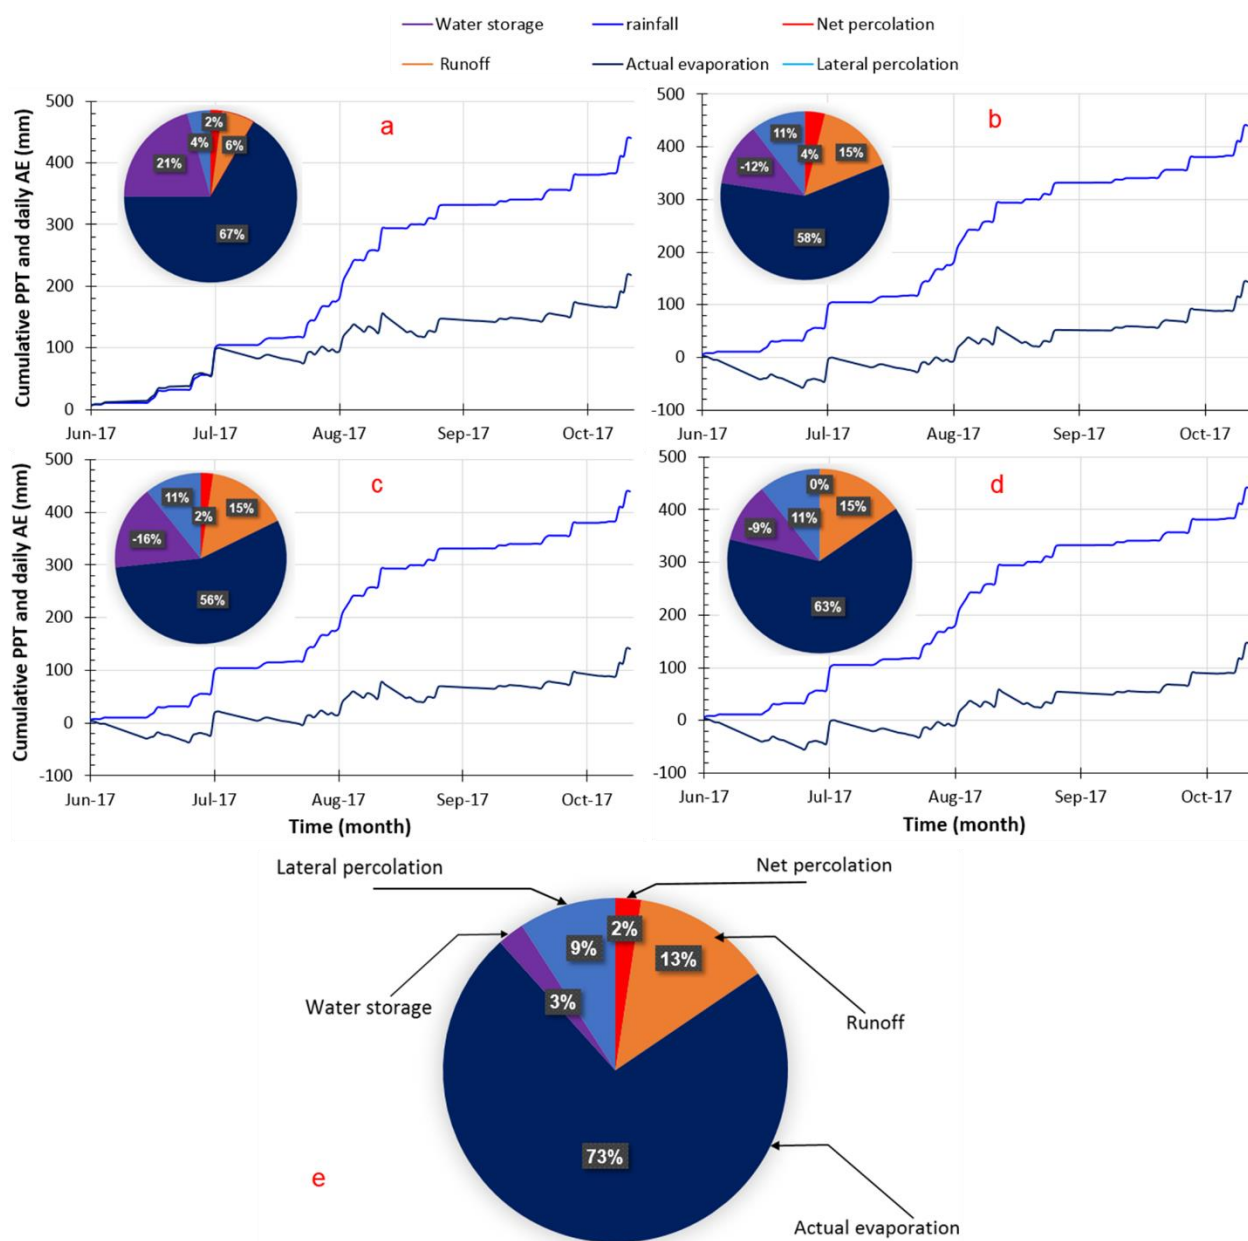 Water storage rainfall Net percolation
Runoff Actual evaporation Lateral percolation
a
Cumulative PPT and daily AE (mm)
500
400
300
200
100
0
Jun-17 Jul-17 Aug-17 Sep-17 Oct-17
2%
4%
6%
21%
67%
b
500
400
300
200
100
0
-100
Jun-17 Jul-17 Aug-17 Sep-17 Oct-17
11%
4%
15%
-12%
58%
c
Cumulative PPT and daily AE (mm)
500
400
300
200
100
0
-100
Jun-17 Jul-17 Aug-17 Sep-17 Oct-17
Time (month)
11%
2%
15%
-16%
56%
d
500
400
300
200
100
0
-100
Jun-17 Jul-17 Aug-17 Sep-17 Oct-17
Time (month)
0%
11%
15%
-9%
63%
Lateral percolation
Net percolation
2%
9%
13%
3%
Water storage
Runoff
73%
e
Actual evaporation